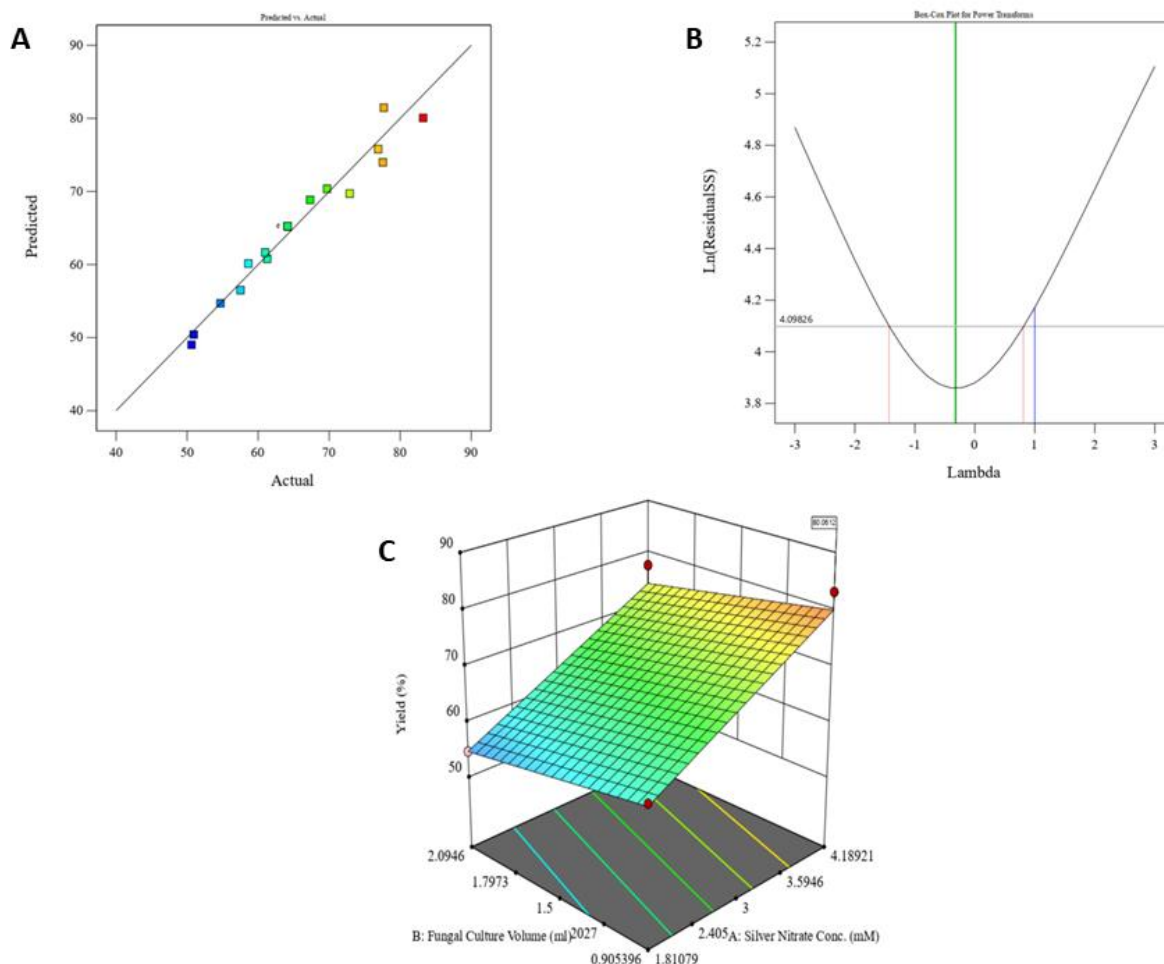 A
Predicted vs. Actual
90
80
70
60
50
40
Predicted
40 50 60 70 80 90
Actual
B
Box-Cox Plot for Power Transforms
5.2
5
4.8
4.6
4.4
4.2
4.09826
4
3.8
Ln(ResidualSS)
-3 -2 -1 0 1 2 3
Lambda
C
90
80
70
60
50
Yield (%)
2.0946
1.7973
1.5
2027
0.905396
B: Fungal Culture Volume (ml)
4.18921
3.5946
3
2.405
1.81079
A: Silver Nitrate Conc. (mM)